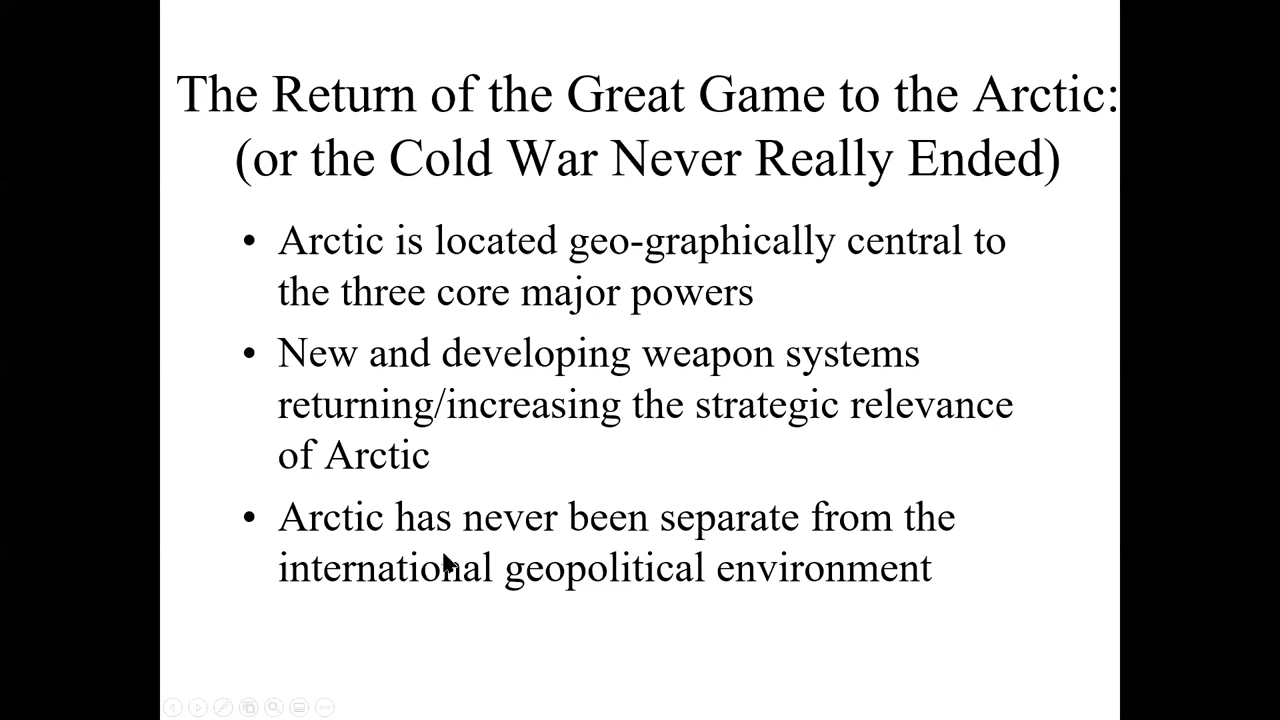 The Return of the Great Game to the Arctic:
(or the Cold War Never Really Ended)
• Arctic is located geo-graphically central to
the three core major powers
• New and developing weapon systems
returning/increasing the strategic relevance
of Arctic
• Arctic has never been separate from the
international geopolitical environment